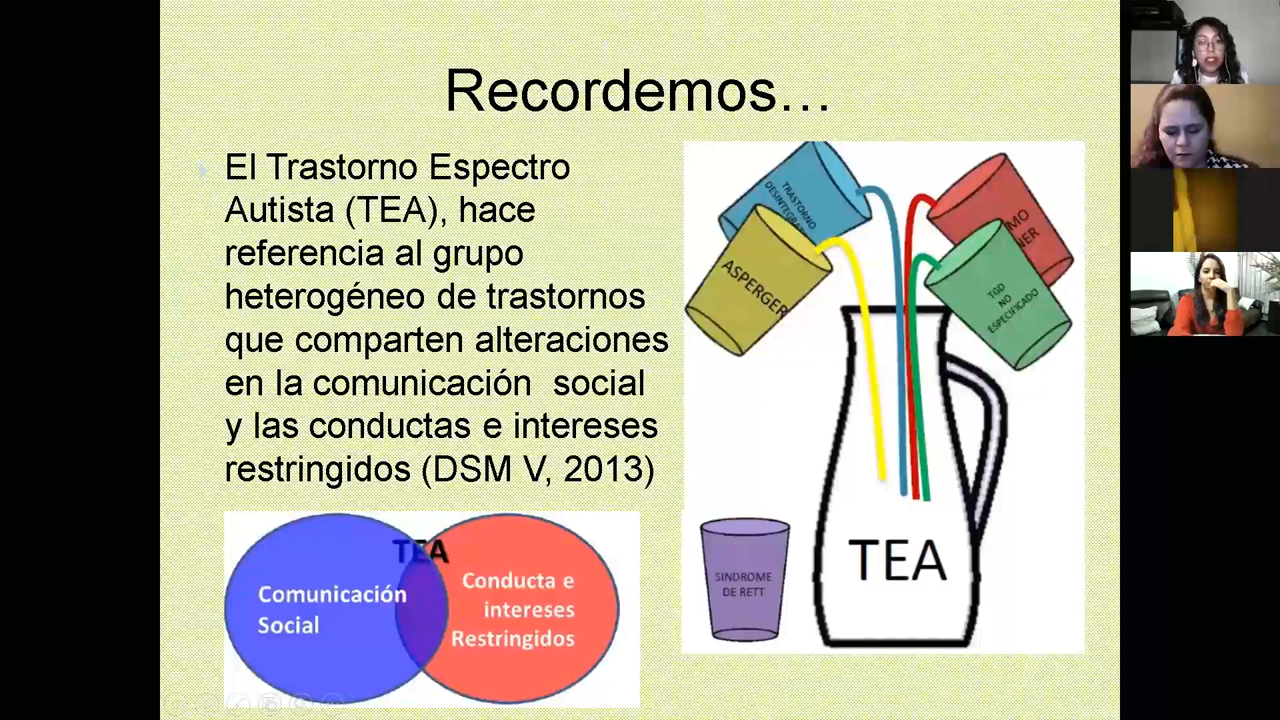 Recordemos…
El Trastorno Espectro
Autista (TEA), hace
referencia al grupo
heterogéneo de trastornos
que comparten alteraciones
en la comunicación social
y las conductas e intereses
restringidos (DSM V, 2013)
TEA
Comunicación
Social
Conducta e
intereses
Restringidos
TRASTORNO
ASPERGER
TGD
NO
ESPECIFICADO
TEA
SINDROME
DE RETT